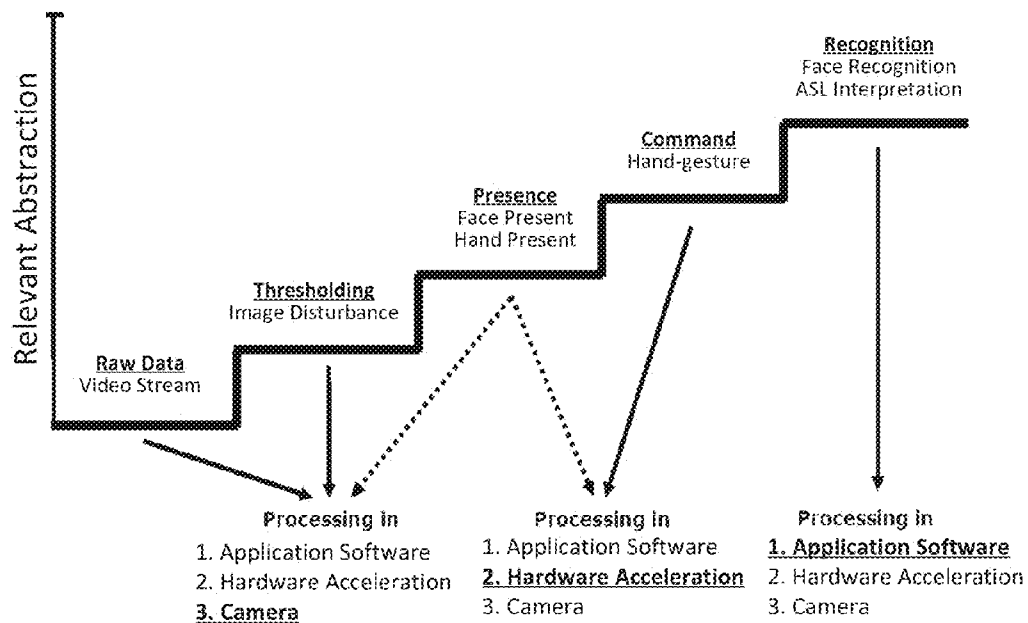 Relevant Abstraction
Raw Data
Video Stream
Thresholding
Image Disturbance
Presence
Face Present
Hand Present
Command
Hand-gesture
Recognition
Face Recognition
ASL Interpretation
Processing in
1. Application Software
2. Hardware Acceleration
3. Camera
Processing in
1. Application Software
2. Hardware Acceleration
3. Camera
Processing in
1. Application Software
2. Hardware Acceleration
3. Camera